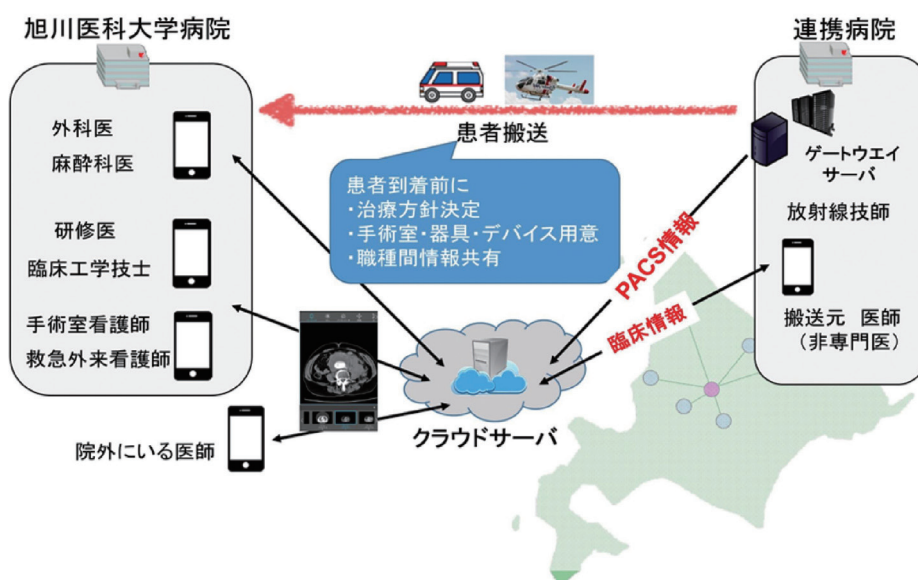 旭川医科大学病院
連携病院
外科医
麻酔科医
研修医
臨床工学技士
手術室看護師
救急外来看護師
院外にいる医師
患者搬送
患者到着前に
・治療方針決定
・手術室・器具・デバイス用意
・職種間情報共有
PACS情報
臨床情報
クラウドサーバ
ゲートウエイ
サーバ
放射線技師
搬送元 医師
（非専門医）